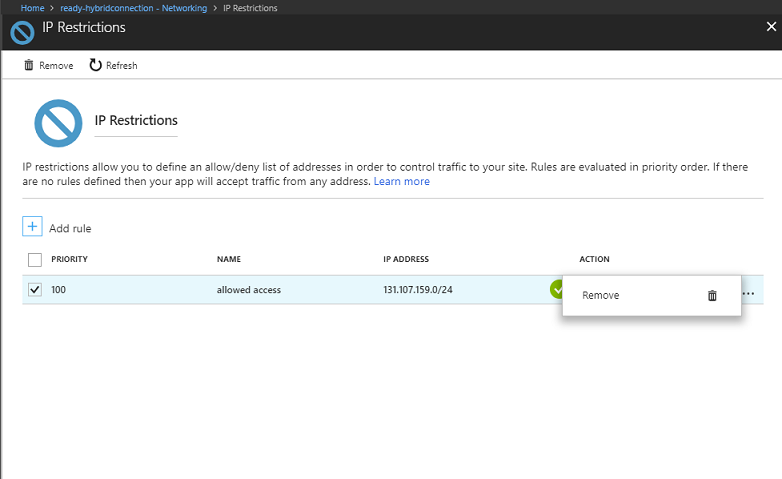 Home > ready-hybridconnection - Networking > IP Restrictions
IP Restrictions
Remove Refresh
IP Restrictions
IP restrictions allow you to define an allow/deny list of addresses in order to control traffic to your site. Rules are evaluated in priority order. If there
are no rules defined then your app will accept traffic from any address. Learn more
Add rule
PRIORITY NAME IP ADDRESS ACTION
100 allowed access 131.107.159.0/24
Remove